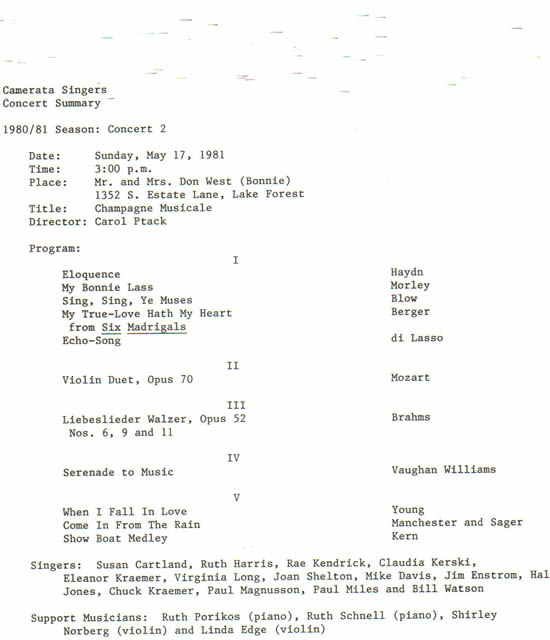 Camerata Singers
Concert Summary
1980/81 Season: Concert 2
Date: Sunday, May 17, 1981
Time: 3:00 p.m.
Place: Mr. and Mrs. Don West (Bonnie)
1352 S. Estate Lane, Lake Forest
Title: Champagne Musicale
Director: Carol Ptack
Program:
I
Eloquence Haydn
My Bonnie Lass Morley
Sing, Sing, Ye Muses Blow
My True-Love Hath My Heart Berger
from Six Madrigals
Echo-Song di Lasso
II
Violin Duet, Opus 70 Mozart
III
Liebeslieder Walzer, Opus 52 Brahms
Nos. 6, 9 and 11
IV
Serenade to Music Vaughan Williams
V
When I Fall In Love Young
Come In From The Rain Manchester and Sager
Show Boat Medley Kern
Singers: Susan Cartland, Ruth Harris, Rae Kendrick, Claudia Kerski,
Eleanor Kraemer, Virginia Long, Joan Shelton, Mike Davis, Jim Enstrom, Hal
Jones, Chuck Kraemer, Paul Magnusson, Paul Miles and Bill Watson
Support Musicians: Ruth Porikos (piano), Ruth Schnell (piano), Shirley
Norberg (violin) and Linda Edge (violin)